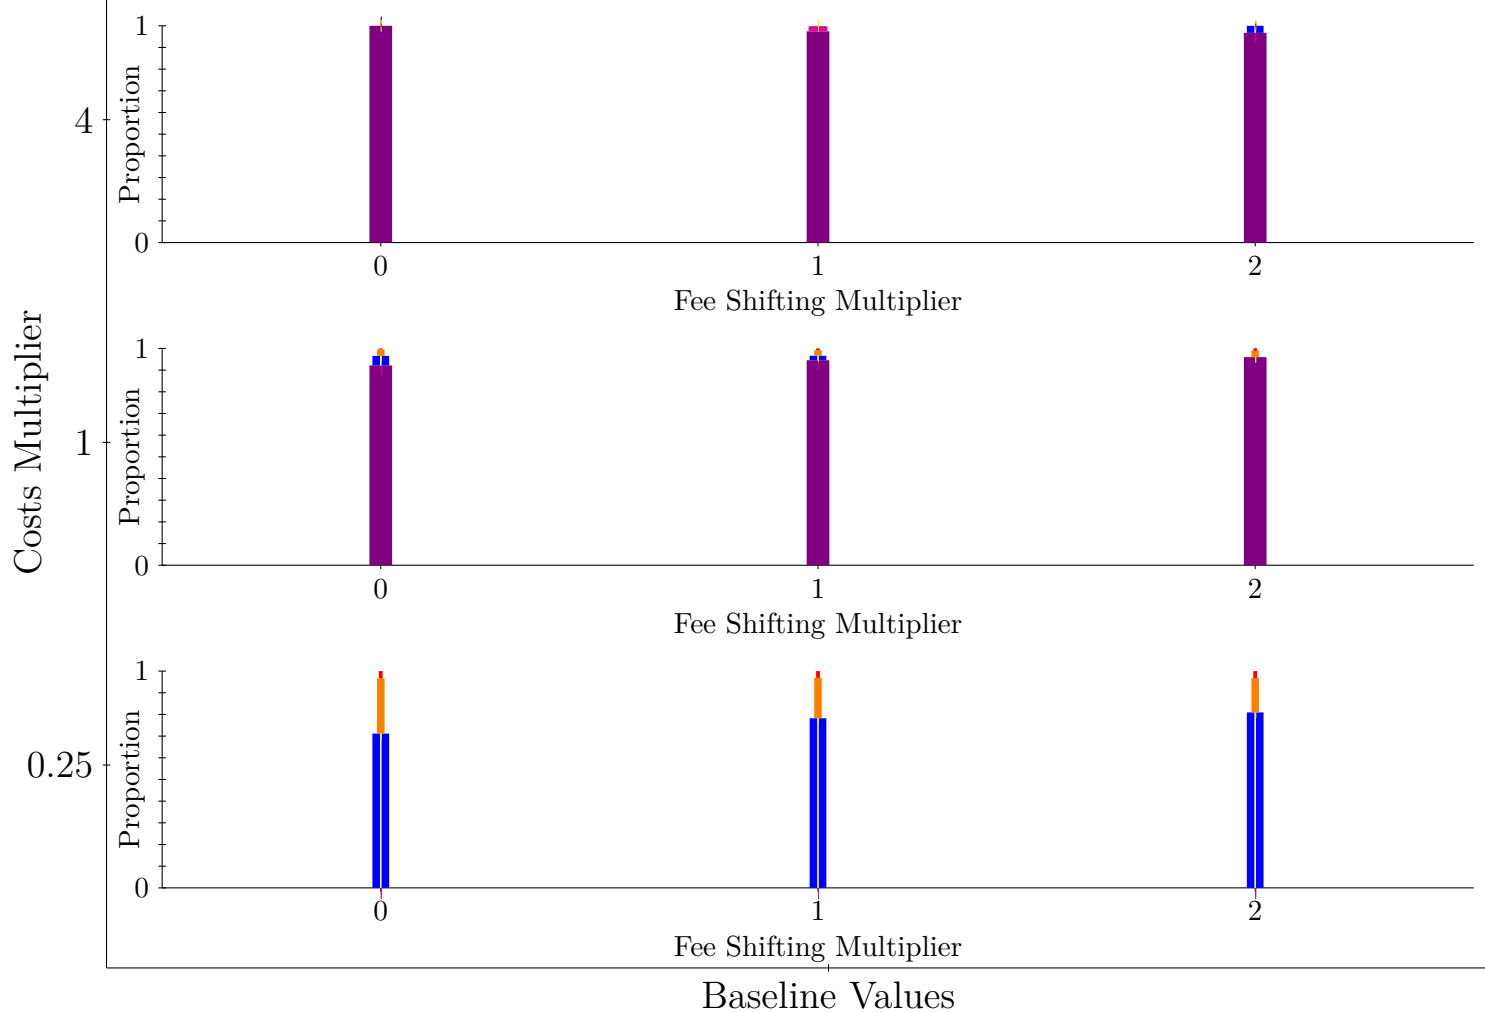 Costs Multiplier
4
Proportion
1
0
0 1 2
Fee Shifting Multiplier
1
Proportion
1
0
0 1 2
Fee Shifting Multiplier
0.25
Proportion
1
0
0 1 2
Fee Shifting Multiplier
Baseline Values